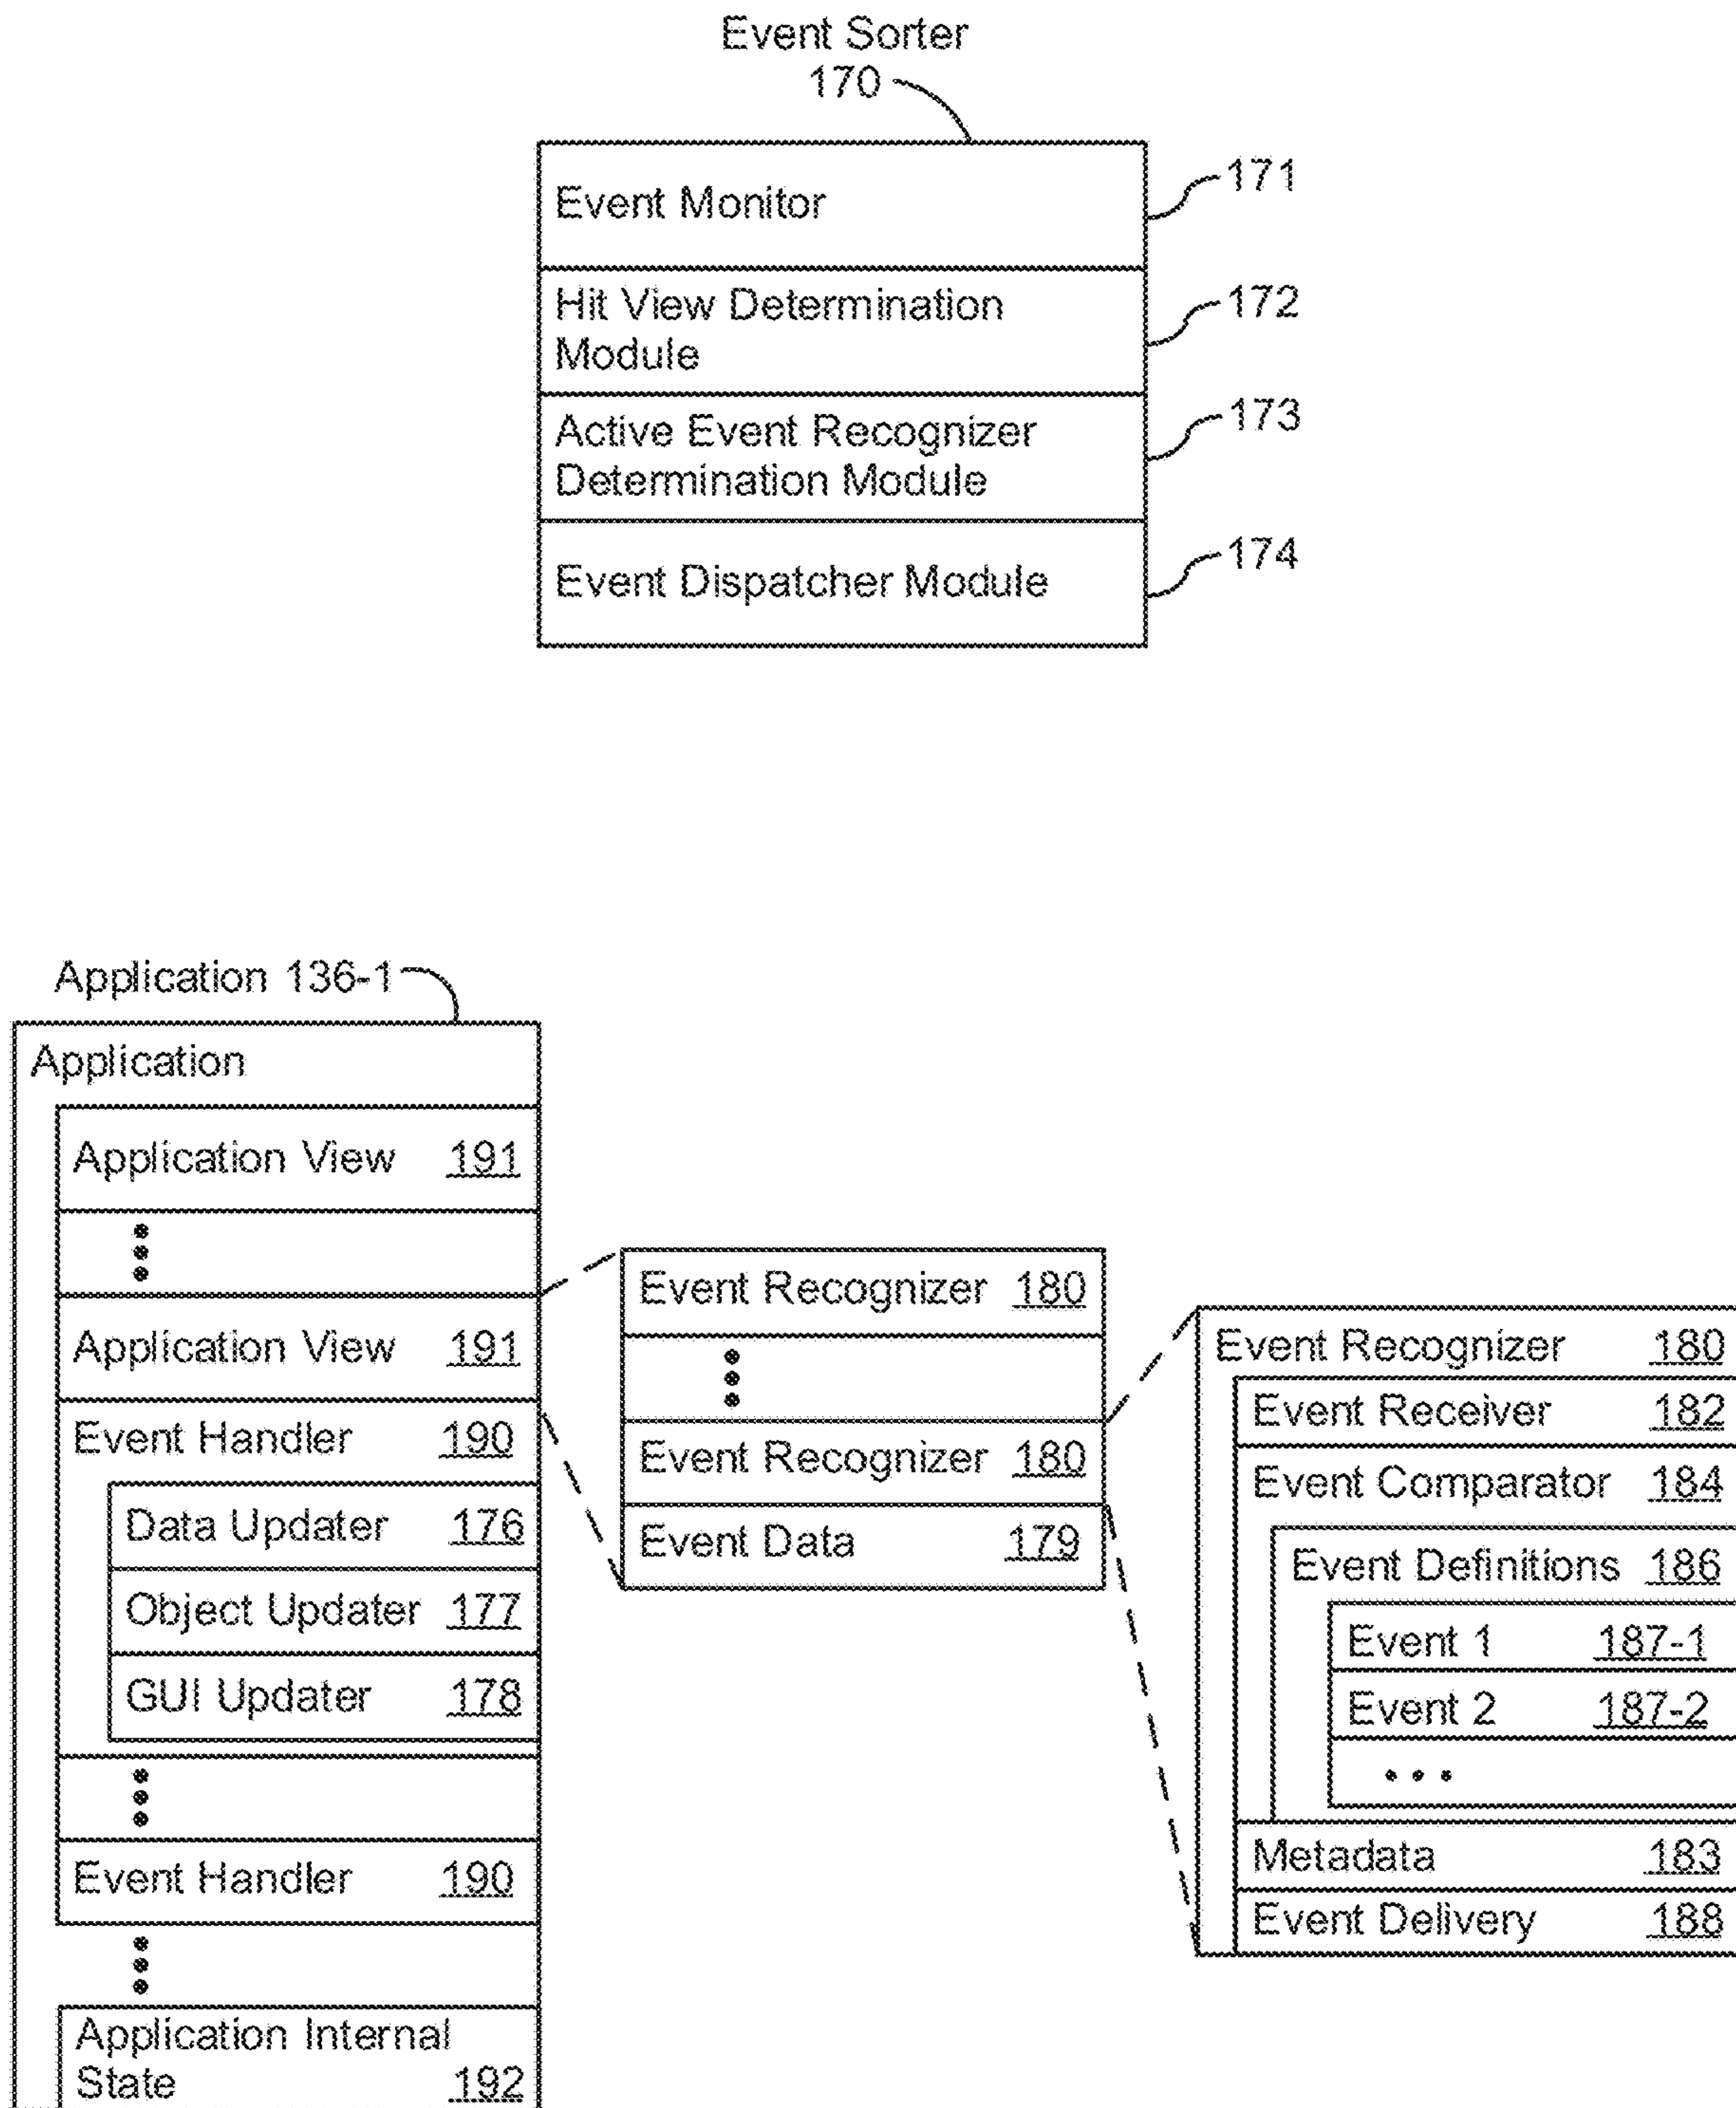 Event Sorter
170
Event Monitor
171
Hit View Determination
Module
172
Active Event Recognizer
Determination Module
173
Event Dispatcher Module
174
Application 136-1
Application
Application View 191
Application View 191
Event Handler 190
Data Updater 176
Object Updater 177
GUI Updater 178
Event Handler 190
Application Internal
State 192
Event Recognizer 180
Event Recognizer 180
Event Data 179
Event Recognizer 180
Event Receiver 182
Event Comparator 184
Event Definitions 186
Event 1 187-1
Event 2 187-2
• • •
Metadata 183
Event Delivery 188